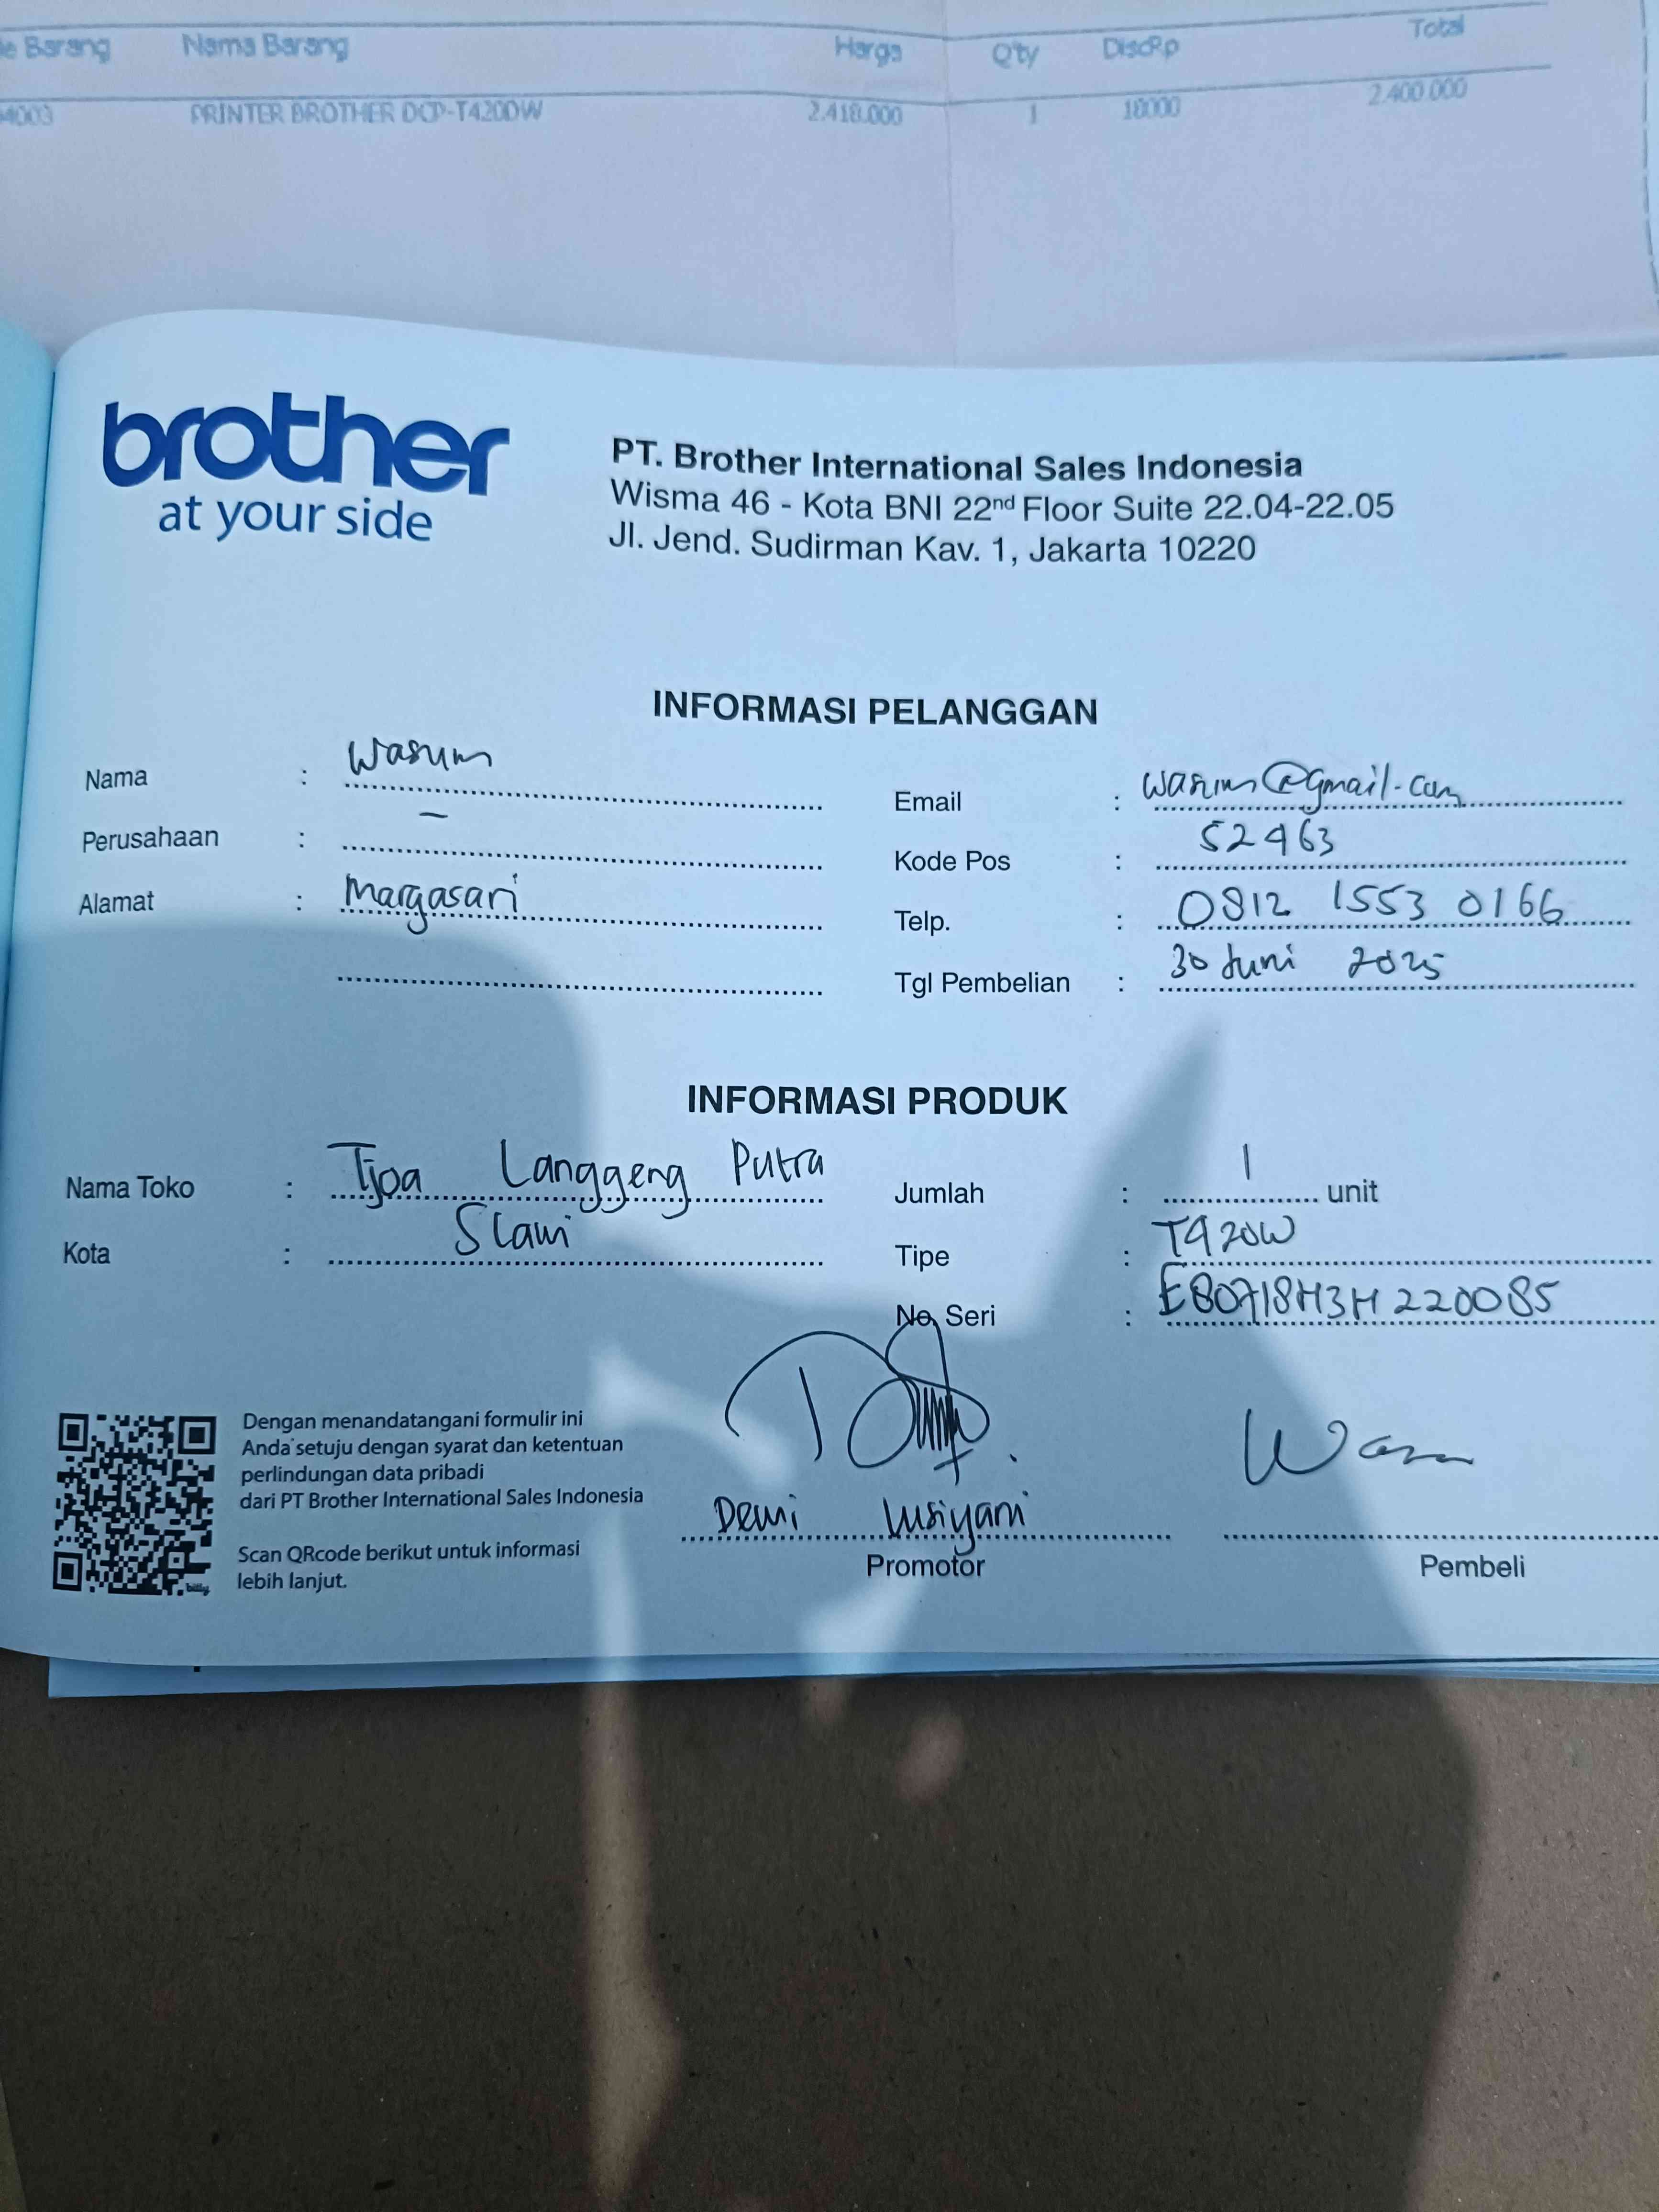 Barang Nama Barang Harga Q'ty DiscRp Total
PRINTER BROTHER DCP-T420DW 2.418.000 1 18000 2.400.000
brother
at your side
PT. Brother International Sales Indonesia
Wisma 46 - Kota BNI 22nd Floor Suite 22.04-22.05
Jl. Jend. Sudirman Kav. 1, Jakarta 10220
INFORMASI PELANGGAN
Nama :
Perusahaan : -
Alamat : Margasari
Email :
Kode Pos : 52463
Telp. : 0812 1553 0166
Tgl Pembelian : 30 Juni 2025
INFORMASI PRODUK
Nama Toko : Tjoa Langgeng Putra
Kota : Slawi
Jumlah : 1 unit
Tipe : T420W
No. Seri : E80718H3H220085
Dengan menandatangani formulir ini
Anda setuju dengan syarat dan ketentuan
perlindungan data pribadi
dari PT Brother International Sales Indonesia
Scan QRcode berikut untuk informasi
lebih lanjut.
Dewi Lusiyani
Promotor
Pembeli